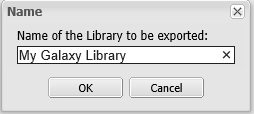 Name
Name of the Library to be exported:
My Galaxy Library
OK
Cancel